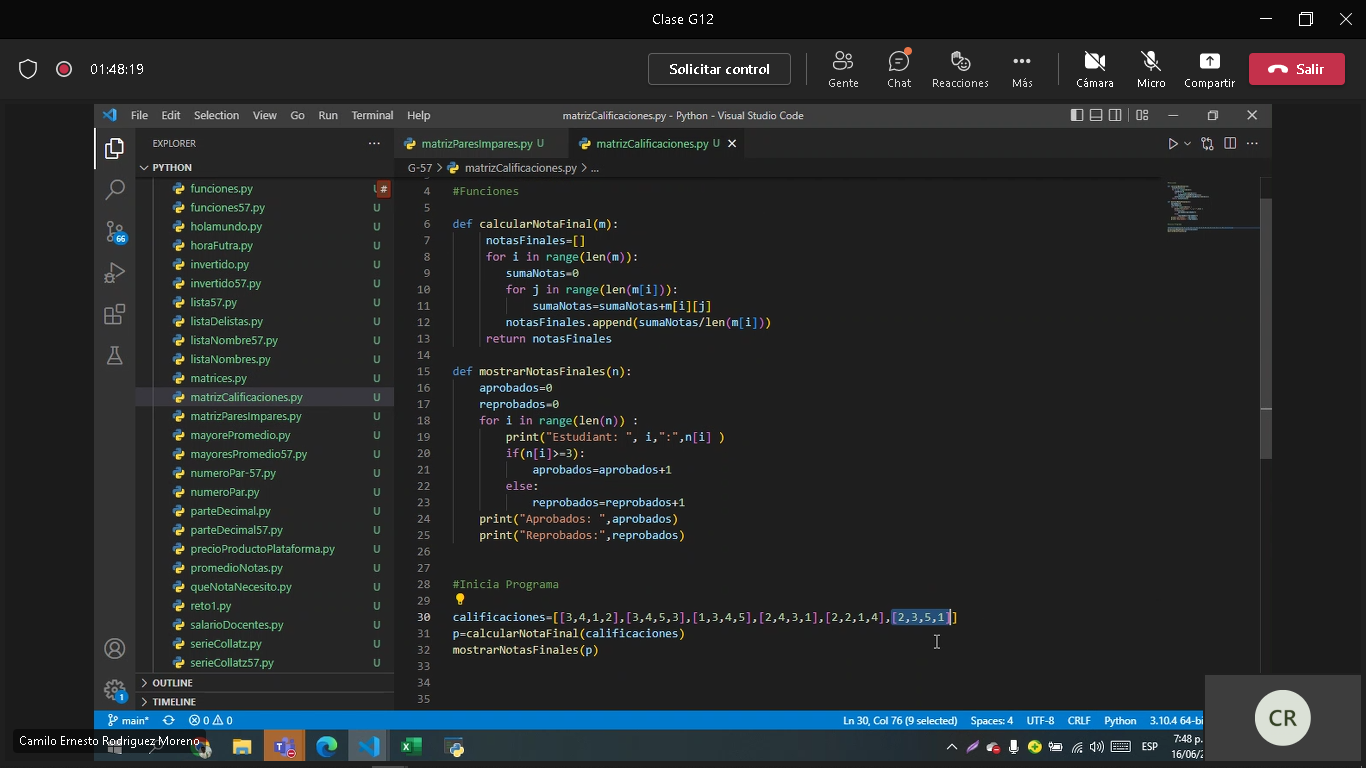 Clase G12
01:48:19
Solicitar control
Gente
Chat
Reacciones
Más
Cámara
Micro
Compartir
Salir
File Edit Selection View Go Run Terminal Help
matrizCalificaciones.py - Python - Visual Studio Code
EXPLORER
PYTHON
funciones.py U
#
funciones57.py U
holamundo.py U
horaFutra.py U
invertido.py U
invertido57.py U
lista57.py U
listaDelistas.py U
listaNombre57.py U
listaNombres.py U
matrices.py U
matrizCalificaciones.py U
matrizParesImpares.py U
mayorePromedio.py U
mayoresPromedio57.py U
numeroPar-57.py U
numeroPar.py U
parteDecimal.py U
parteDecimal57.py U
precioProductoPlataforma.py U
promedioNotas.py U
queNotaNecesito.py U
reto1.py U
salarioDocentes.py U
serieCollatz.py U
serieCollatz57.py U
OUTLINE
TIMELINE
66
1
matrizParesImpares.py U
matrizCalificaciones.py U
G-57 > matrizCalificaciones.py > ...
4 #Funciones
5
6 def calcularNotaFinal(m):
7 notasFinales=[]
8 for i in range(len(m)):
9 sumaNotas=0
10 for j in range(len(m[i])):
11 sumaNotas=sumaNotas+m[i][j]
12 notasFinales.append(sumaNotas/len(m[i]))
13 return notasFinales
14
15 def mostrarNotasFinales(n):
16 aprobados=0
17 reprobados=0
18 for i in range(len(n)) :
19 print("Estudiant: ", i,":",n[i] )
20 if(n[i]>=3):
21 aprobados=aprobados+1
22 else:
23 reprobados=reprobados+1
24 print("Aprobados: ",aprobados)
25 print("Reprobados:",reprobados)
26
27
28 #Inicia Programa
29
30 calificaciones=[[3,4,1,2],[3,4,5,3],[1,3,4,5],[2,4,3,1],[2,2,1,4],[2,3,5,1]]
31 p=calcularNotaFinal(calificaciones)
32 mostrarNotasFinales(p)
33
34
35
main* 0 0
Ln 30, Col 76 (9 selected) Spaces: 4 UTF-8 CRLF Python 3.10.4 64-bi
Camilo Ernesto Rodriguez Moreno
ESP
7:48 p.
16/06/2
CR